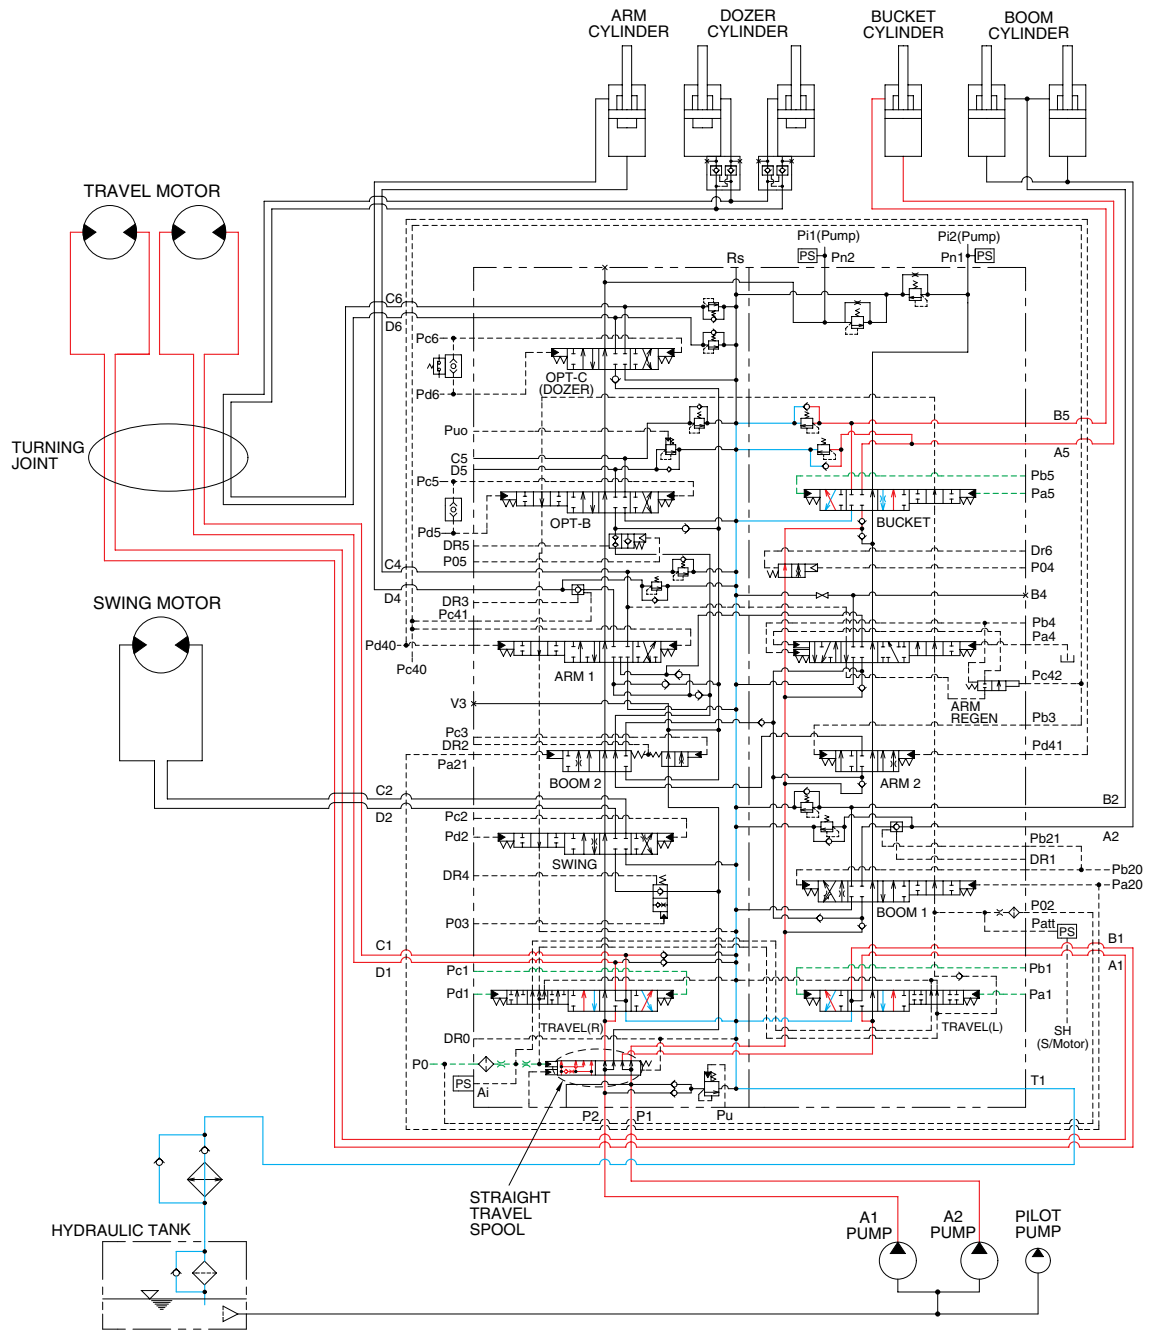 ARM
CYLINDER
DOZER
CYLINDER
BUCKET
CYLINDER
BOOM
CYLINDER
TRAVEL MOTOR
Pi1(Pump)
Pi2(Pump)
PS
Pn2
Pn1
PS
Rs
C6
D6
Pc6
OPT-C
(DOZER)
Pd6
TURNING
JOINT
Puo
C5
D5
Pc5
OPT-B
Pd5
DR5
P05
B5
A5
Pb5
Pa5
BUCKET
Dr6
P04
C4
D4
DR3
Pc41
B4
Pb4
Pa4
SWING MOTOR
Pd40
Pc40
ARM 1
Pc42
ARM
REGEN
V3
Pc3
DR2
Pa21
BOOM 2
Pb3
Pd41
ARM 2
C2
D2
Pc2
Pd2
SWING
B2
A2
Pb21
DR1
Pb20
Pa20
DR4
P03
BOOM 1
P02
Patt
PS
C1
D1
Pc1
Pd1
TRAVEL(R)
B1
A1
Pb1
Pa1
TRAVEL(L)
SH
(S/Motor)
DR0
P0
PS
Ai
T1
P2
P1
Pu
STRAIGHT
TRAVEL
SPOOL
HYDRAULIC TANK
A1
PUMP
A2
PUMP
PILOT
PUMP